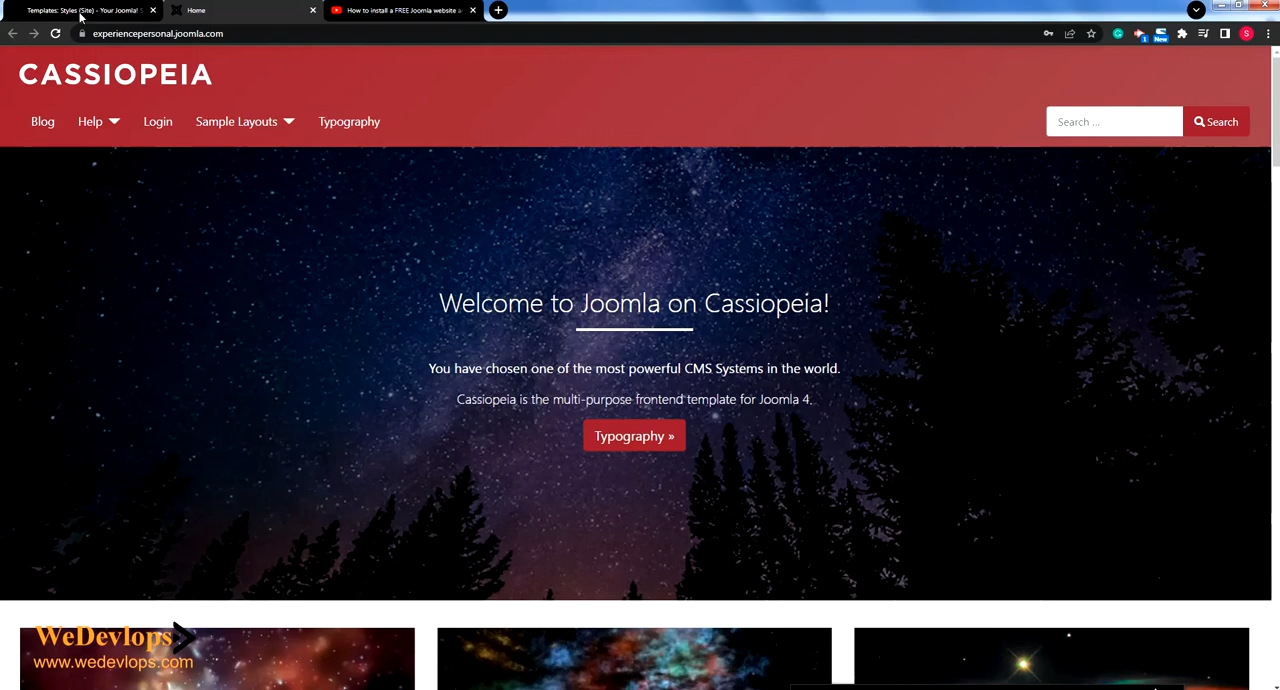 Templates: Styles (Site) - Your Joomla! S
Home
How to install a FREE Joomla website a
experiencepersonal.joomla.com
New
1
S
CASSIOPEIA
Blog
Help
Login
Sample Layouts
Typography
Search ...
Search
Welcome to Joomla on Cassiopeia!
You have chosen one of the most powerful CMS Systems in the world.
Cassiopeia is the multi-purpose frontend template for Joomla 4.
Typography »
WeDevlops
www.wedevlops.com